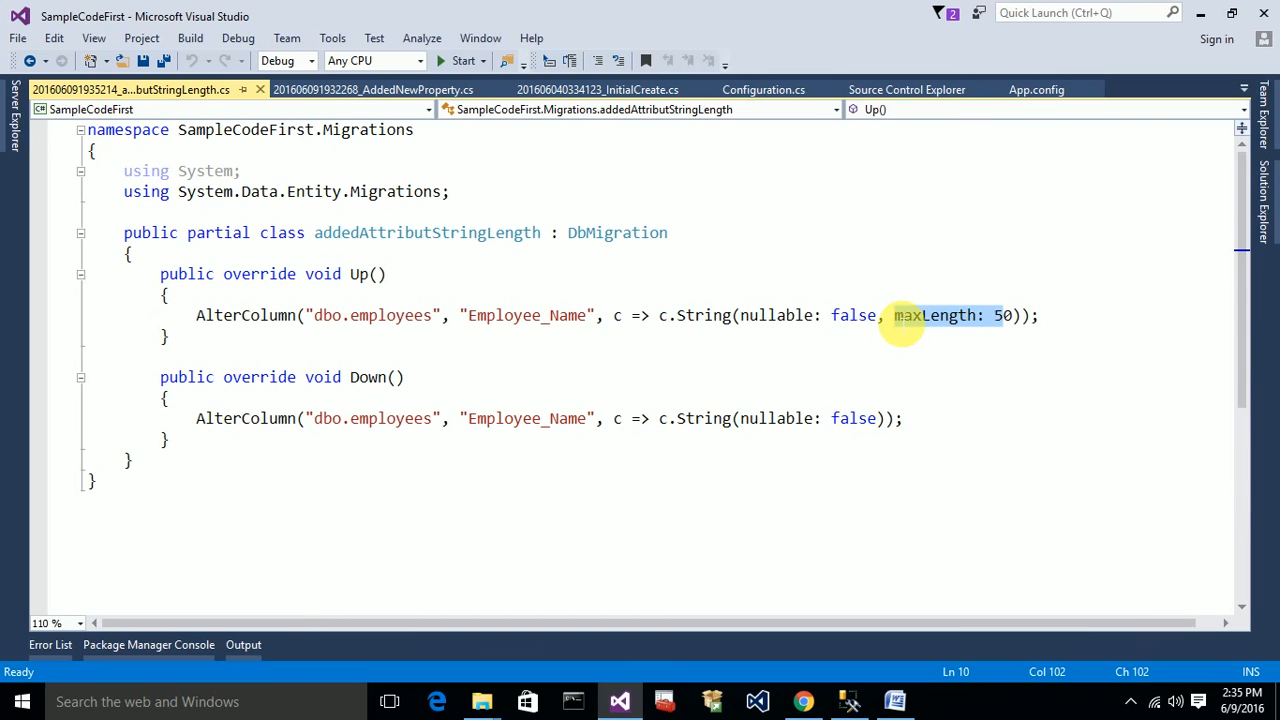 SampleCodeFirst - Microsoft Visual Studio
2
Quick Launch (Ctrl+Q)
File Edit View Project Build Debug Team Tools Test Analyze Window Help
Sign in
Debug Any CPU Start
201606091935214_a...butStringLength.cs 201606091932268_AddedNewProperty.cs 201606040334123_InitialCreate.cs Configuration.vs Source Control Explorer App.config
SampleCodeFirst SampleCodeFirst.Migrations.addedAttributStringLength Up()
Server Explorer
Team Explorer
Solution Explorer
namespace SampleCodeFirst.Migrations
{
using System;
using System.Data.Entity.Migrations;
public partial class addedAttributStringLength : DbMigration
{
public override void Up()
{
AlterColumn("dbo.employees", "Employee_Name", c => c.String(nullable: false, maxLength: 50));
}
public override void Down()
{
AlterColumn("dbo.employees", "Employee_Name", c => c.String(nullable: false));
}
}
}
110 %
Error List Package Manager Console Output
Ready Ln 10 Col 102 Ch 102 INS
Search the web and Windows
2:35 PM
6/9/2016